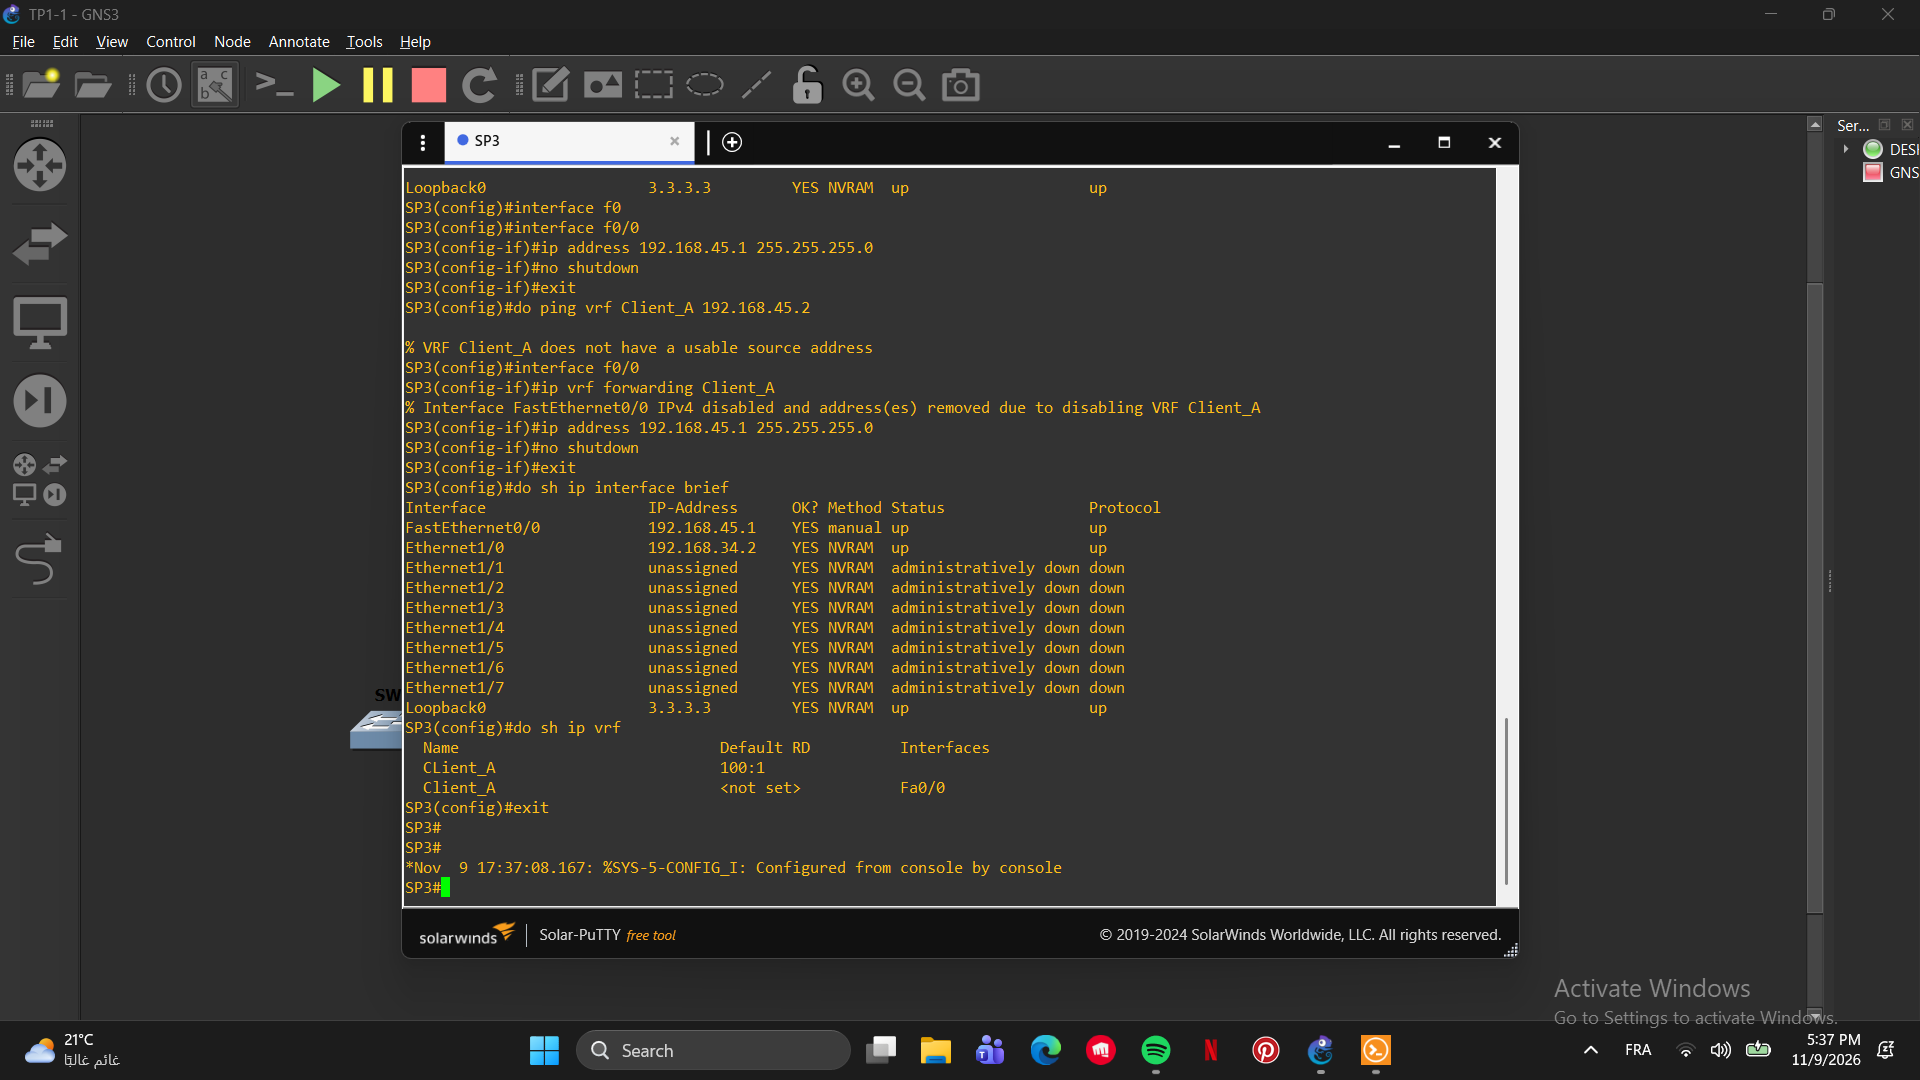 TP1-1 - GNS3
File Edit View Control Node Annotate Tools Help
SP3
Ser...
DESI
GNS
Loopback0 3.3.3.3 YES NVRAM up up
SP3(config)#interface f0
SP3(config)#interface f0/0
SP3(config-if)#ip address 192.168.45.1 255.255.255.0
SP3(config-if)#no shutdown
SP3(config-if)#exit
SP3(config)#do ping vrf Client_A 192.168.45.2
% VRF Client_A does not have a usable source address
SP3(config)#interface f0/0
SP3(config-if)#ip vrf forwarding Client_A
% Interface FastEthernet0/0 IPv4 disabled and address(es) removed due to disabling VRF Client_A
SP3(config-if)#ip address 192.168.45.1 255.255.255.0
SP3(config-if)#no shutdown
SP3(config-if)#exit
SP3(config)#do sh ip interface brief
Interface IP-Address OK? Method Status Protocol
FastEthernet0/0 192.168.45.1 YES manual up up
Ethernet1/0 192.168.34.2 YES NVRAM up up
Ethernet1/1 unassigned YES NVRAM administratively down down
Ethernet1/2 unassigned YES NVRAM administratively down down
Ethernet1/3 unassigned YES NVRAM administratively down down
Ethernet1/4 unassigned YES NVRAM administratively down down
Ethernet1/5 unassigned YES NVRAM administratively down down
Ethernet1/6 unassigned YES NVRAM administratively down down
Ethernet1/7 unassigned YES NVRAM administratively down down
Loopback0 3.3.3.3 YES NVRAM up up
SP3(config)#do sh ip vrf
Name Default RD Interfaces
CLient_A 100:1
Client_A <not set> Fa0/0
SP3(config)#exit
SP3#
SP3#
*Nov 9 17:37:08.167: %SYS-5-CONFIG_I: Configured from console by console
SP3#
SW
solarwinds Solar-PuTTY free tool © 2019-2024 SolarWinds Worldwide, LLC. All rights reserved.
Activate Windows
Go to Settings to activate Windows.
21°C
غائم غالبًا
Search
FRA
5:37 PM
11/9/2026